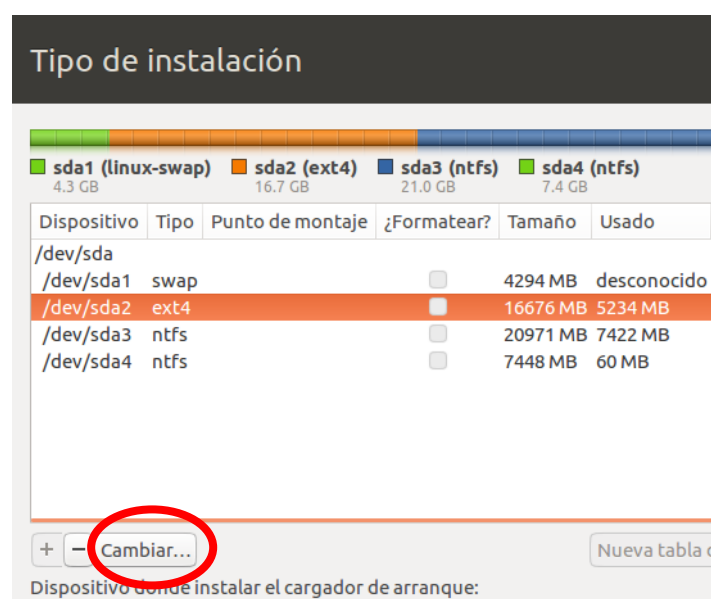 Tipo de instalación
sda1 (linux-swap) sda2 (ext4) sda3 (ntfs) sda4 (ntfs)
4.3 GB 16.7 GB 21.0 GB 7.4 GB
Dispositivo Tipo Punto de montaje ¿Formatear? Tamaño Usado
/dev/sda
/dev/sda1 swap 4294 MB desconocido
/dev/sda2 ext4 16676 MB 5234 MB
/dev/sda3 ntfs 20971 MB 7422 MB
/dev/sda4 ntfs 7448 MB 60 MB
+ − Cambiar... Nueva tabla
Dispositivo donde instalar el cargador de arranque: